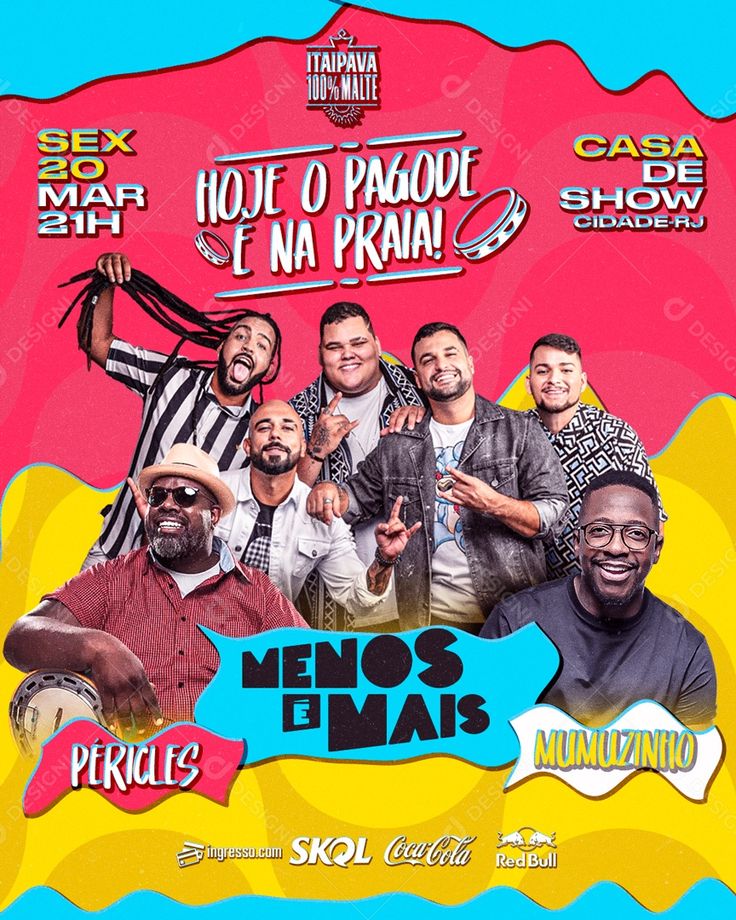 ITAIPAVA
100% MALTE
SEX
20
MAR
21H
HOJE O PAGODE
É NA PRAIA!
CASA
DE
SHOW
CIDADE-RJ
MENOS
É MAIS
PÉRICLES
MUMUZINHO
ingresso.com
SKOL
Coca-Cola
Red Bull
DESIGNI